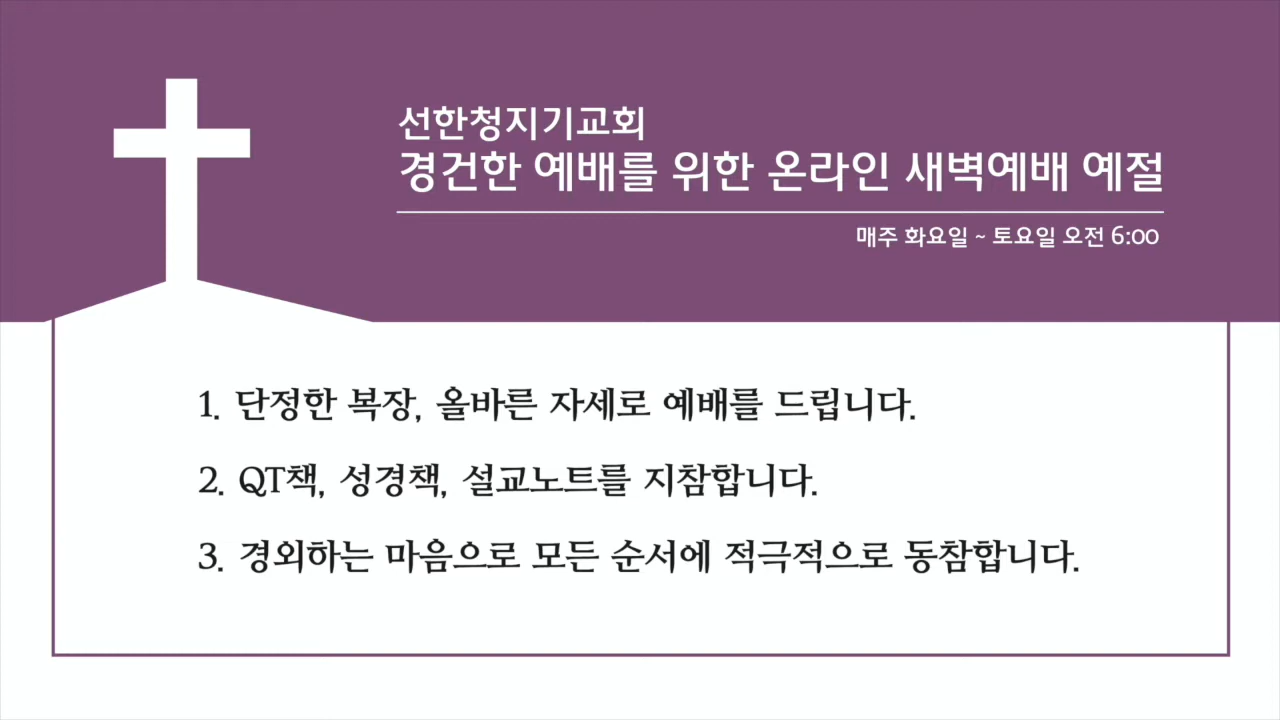 선한청지기교회
경건한 예배를 위한 온라인 새벽예배 예절
매주 화요일 ~ 토요일 오전 6:00
1. 단정한 복장, 올바른 자세로 예배를 드립니다.
2. QT책, 성경책, 설교노트를 지참합니다.
3. 경외하는 마음으로 모든 순서에 적극적으로 동참합니다.